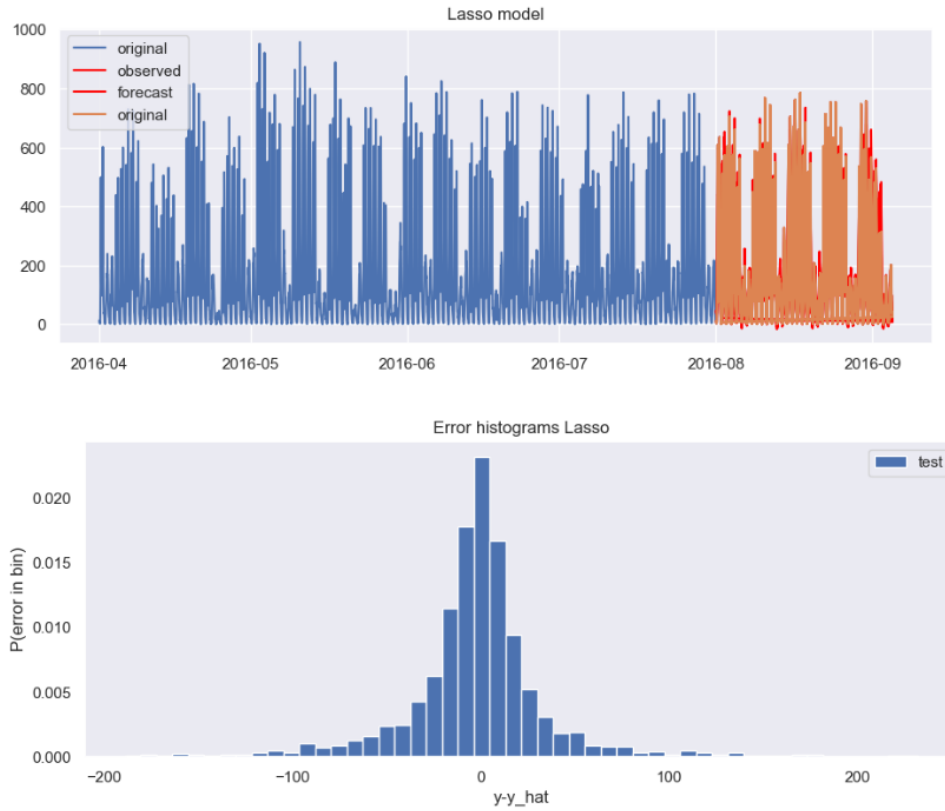 Lasso model
1000
800
600
400
200
0
original
observed
forecast
original
2016-04 2016-05 2016-06 2016-07 2016-08 2016-09
Error histograms Lasso
test
P(error in bin)
0.020
0.015
0.010
0.005
0.000
−200 −100 0 100 200
y-y_hat